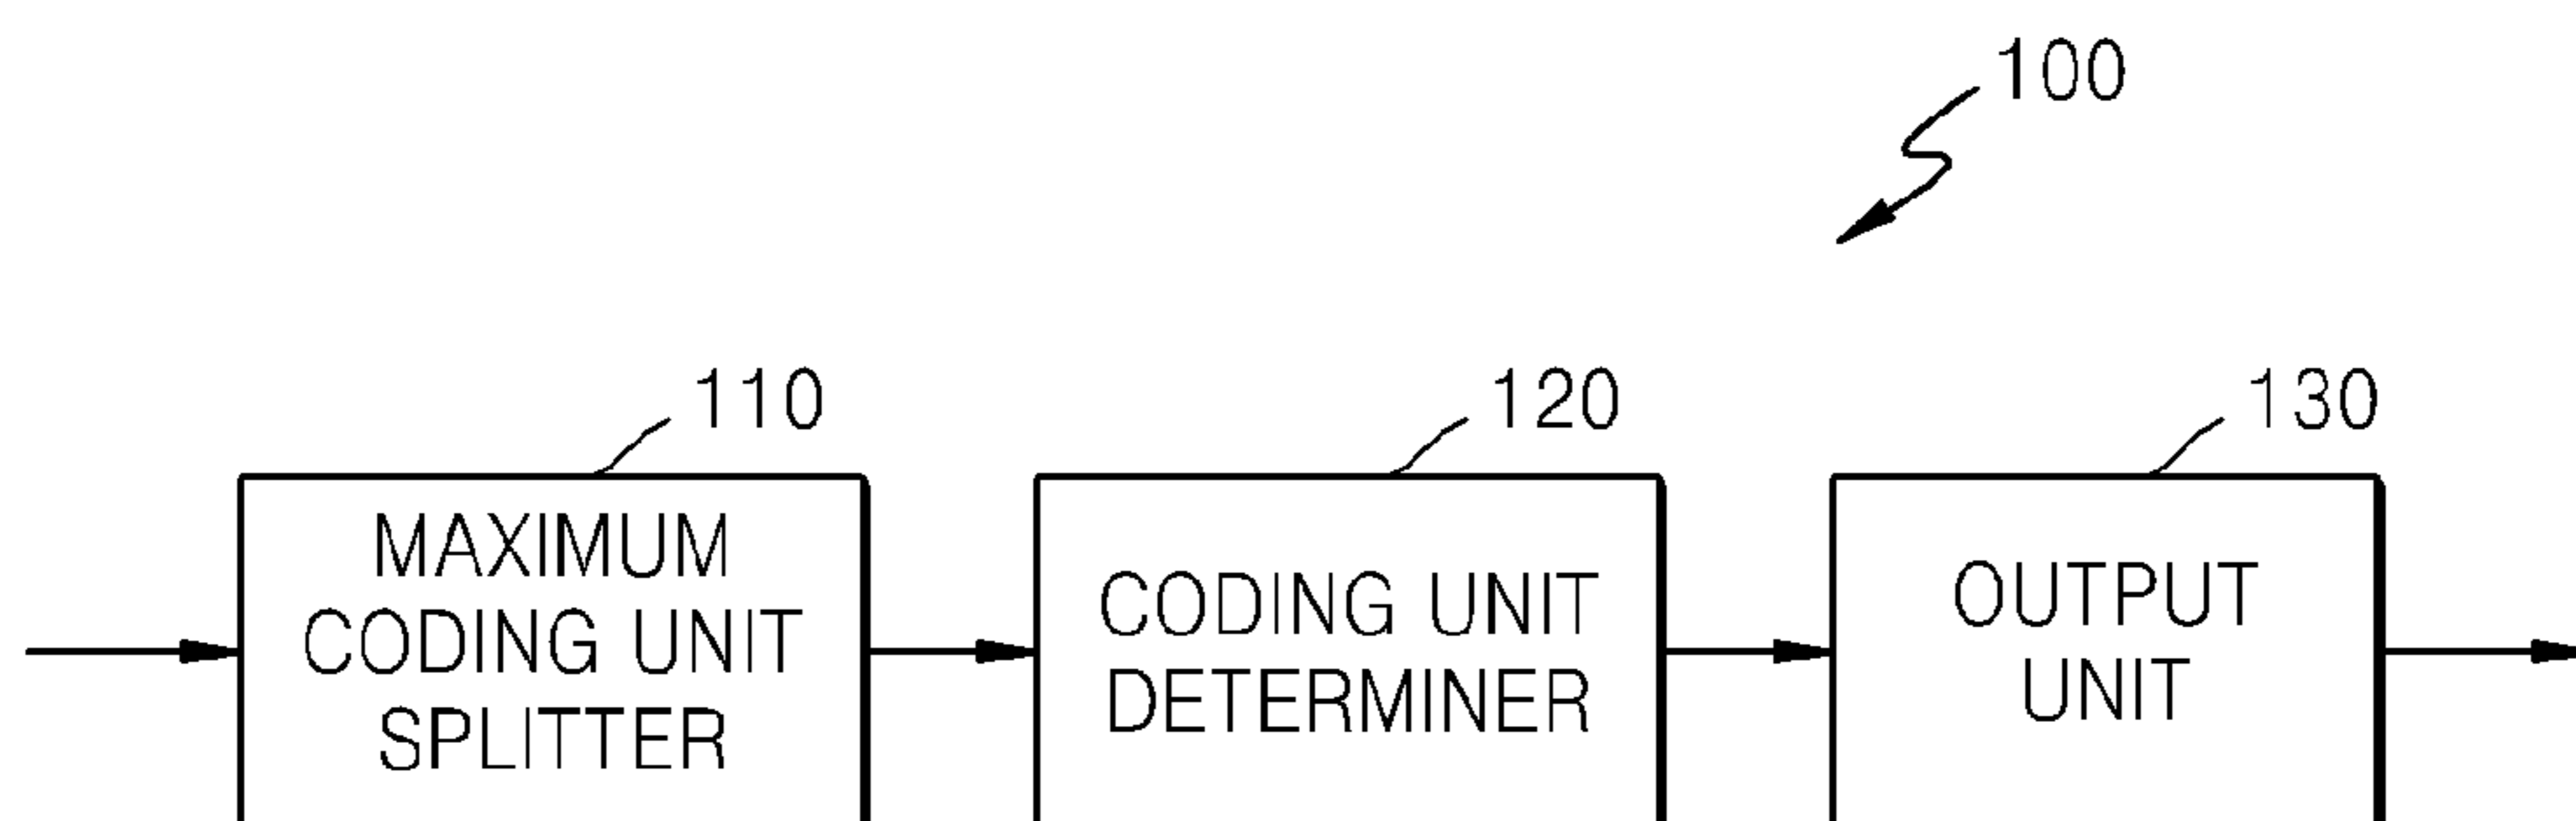 100
110
120
130
MAXIMUM
CODING UNIT
SPLITTER
CODING UNIT
DETERMINER
OUTPUT
UNIT